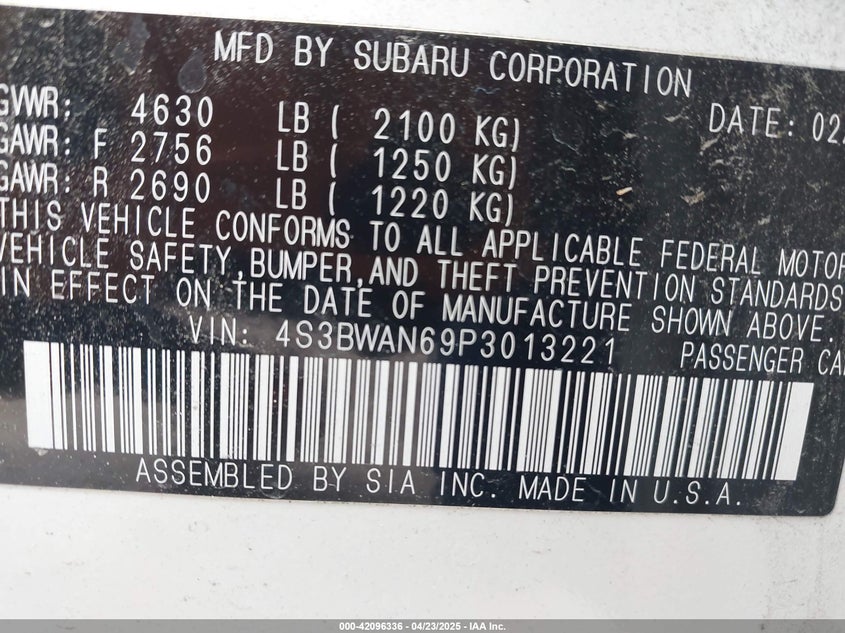 MFD BY SUBARU CORPORATION
GVWR: 4630 LB ( 2100 KG) DATE: 02
GAWR: F 2756 LB ( 1250 KG)
GAWR: R 2690 LB ( 1220 KG)
THIS VEHICLE CONFORMS TO ALL APPLICABLE FEDERAL MOTOR
VEHICLE SAFETY, BUMPER, AND THEFT PREVENTION STANDARDS
IN EFFECT ON THE DATE OF MANUFACTURE SHOWN ABOVE.
VIN: 4S3BWAN69P3013221 PASSENGER CAR
ASSEMBLED BY SIA INC. MADE IN U.S.A.
000-42096336 - 04/23/2025 - IAA Inc.